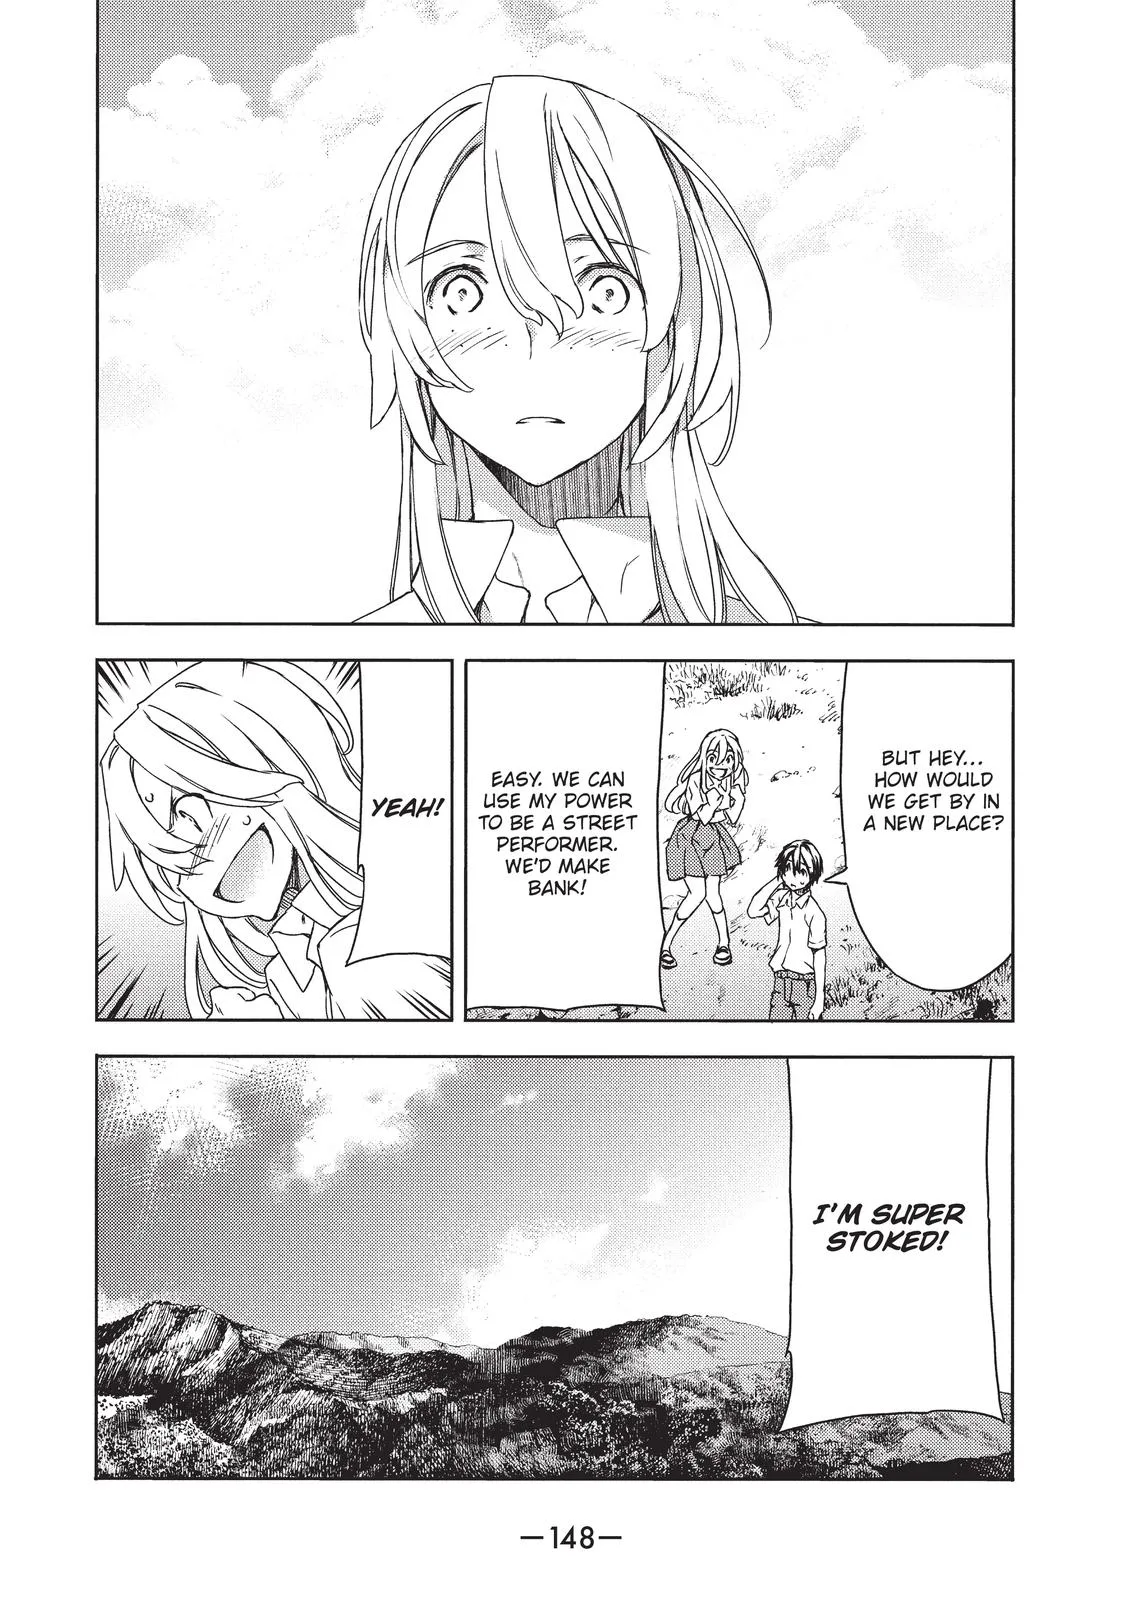 BUT HEY...
HOW WOULD
WE GET BY IN
A NEW PLACE?
EASY. WE CAN
USE MY POWER
TO BE A STREET
PERFORMER.
WE'D MAKE
BANK!
YEAH!
I'M SUPER
STOKED!
—148—